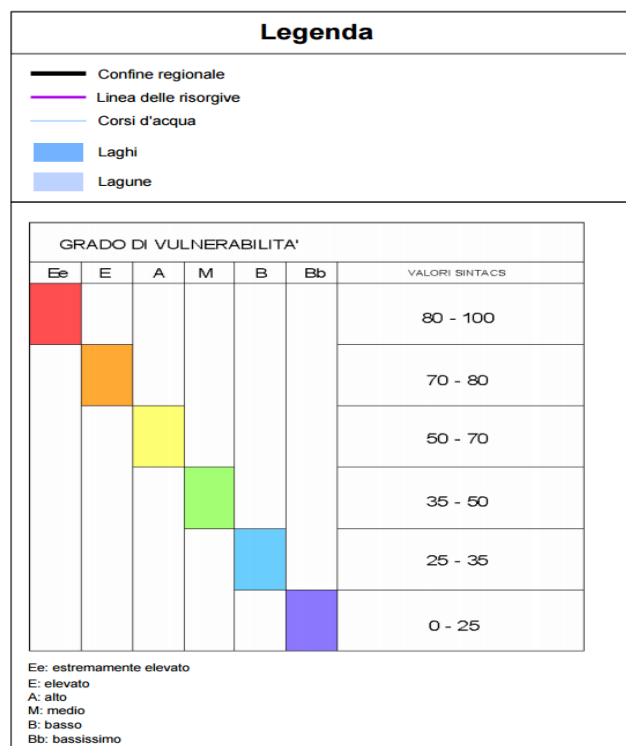 Legenda
Confine regionale
Linea delle risorgive
Corsi d'acqua
Laghi
Lagune
GRADO DI VULNERABILITA'
Ee E A M B Bb VALORI SINTACS
80 - 100
70 - 80
50 - 70
35 - 50
25 - 35
0 - 25
Ee: estremamente elevato
E: elevato
A: alto
M: medio
B: basso
Bb: bassissimo